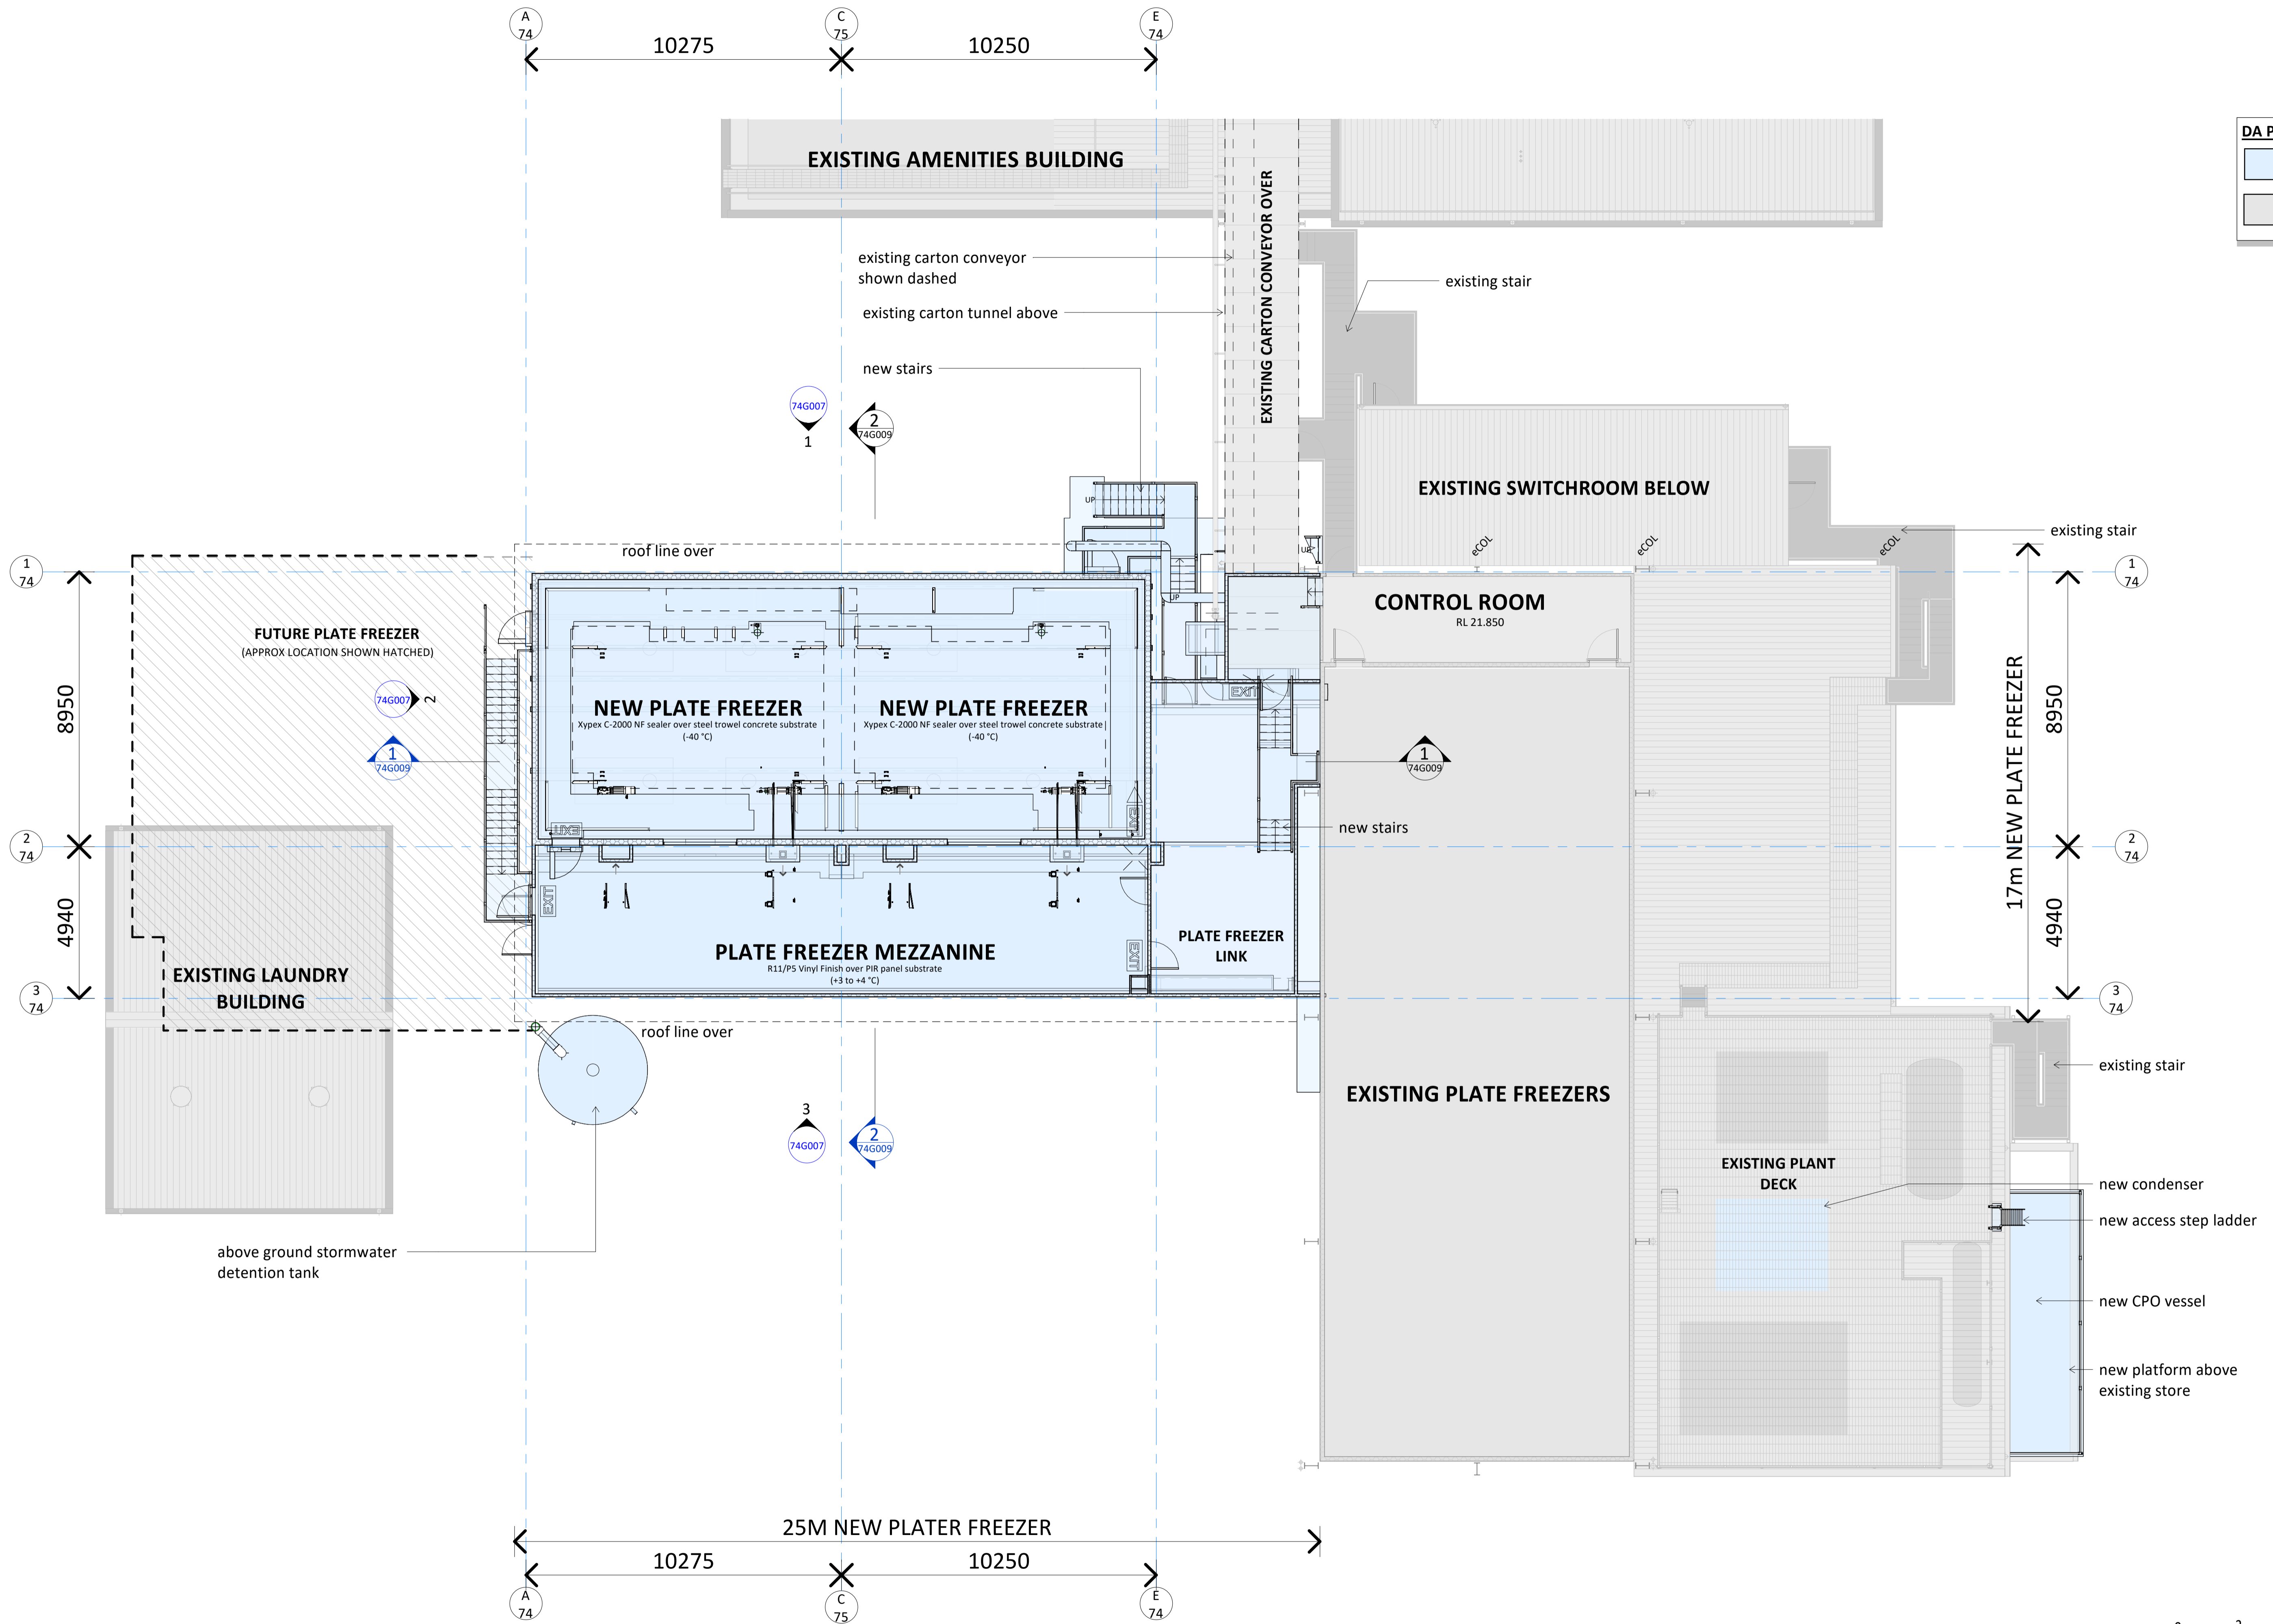 A
74
C
75
E
74
10275
10250
DA P
EXISTING AMENITIES BUILDING
EXISTING CARTON CONVEYOR OVER
existing carton conveyor
shown dashed
existing stair
existing carton tunnel above
new stairs
74G007
1
2
74G009
UP
EXISTING SWITCHROOM BELOW
existing stair
eCOL
eCOL
eCOL
roof line over
UP
1
74
1
74
UP
CONTROL ROOM
RL 21.850
FUTURE PLATE FREEZER
(APPROX LOCATION SHOWN HATCHED)
8950
8950
17m NEW PLATE FREEZER
74G007
2
EXIT
NEW PLATE FREEZER
Xypex C-2000 NF sealer over steel trowel concrete substrate
(-40 °C)
NEW PLATE FREEZER
Xypex C-2000 NF sealer over steel trowel concrete substrate
(-40 °C)
1
74G009
1
74G009
EXIT
EXIT
new stairs
2
74
2
74
4940
4940
EXIT
EXIT
PLATE FREEZER MEZZANINE
R11/P5 Vinyl Finish over PIR panel substrate
(+3 to +4 °C)
PLATE FREEZER
LINK
EXISTING LAUNDRY
BUILDING
3
74
3
74
roof line over
existing stair
EXISTING PLATE FREEZERS
3
74G007
2
74G009
EXISTING PLANT
DECK
new condenser
new access step ladder
above ground stormwater
detention tank
new CPO vessel
new platform above
existing store
25M NEW PLATER FREEZER
10275
10250
A
74
C
75
E
74